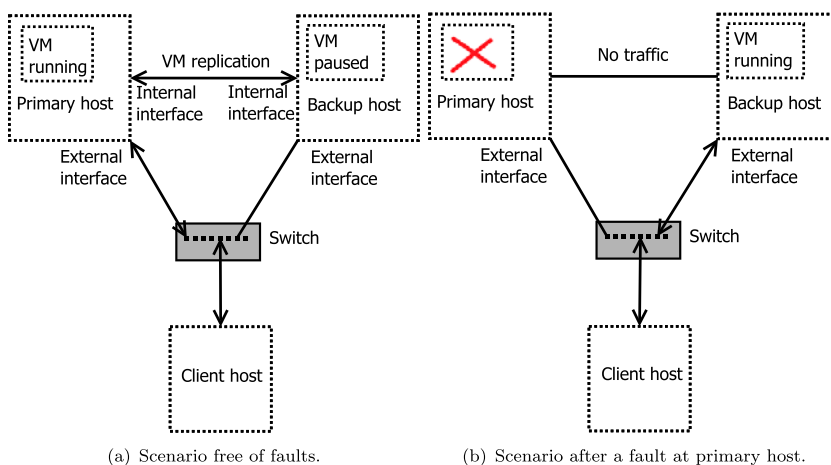 VM
running
VM replication
VM
paused
Primary host
Internal
interface
Internal
interface
Backup host
External
interface
External
interface
Switch
Client host
(a) Scenario free of faults.
No traffic
VM
running
Primary host
Backup host
External
interface
External
interface
Switch
Client host
(b) Scenario after a fault at primary host.